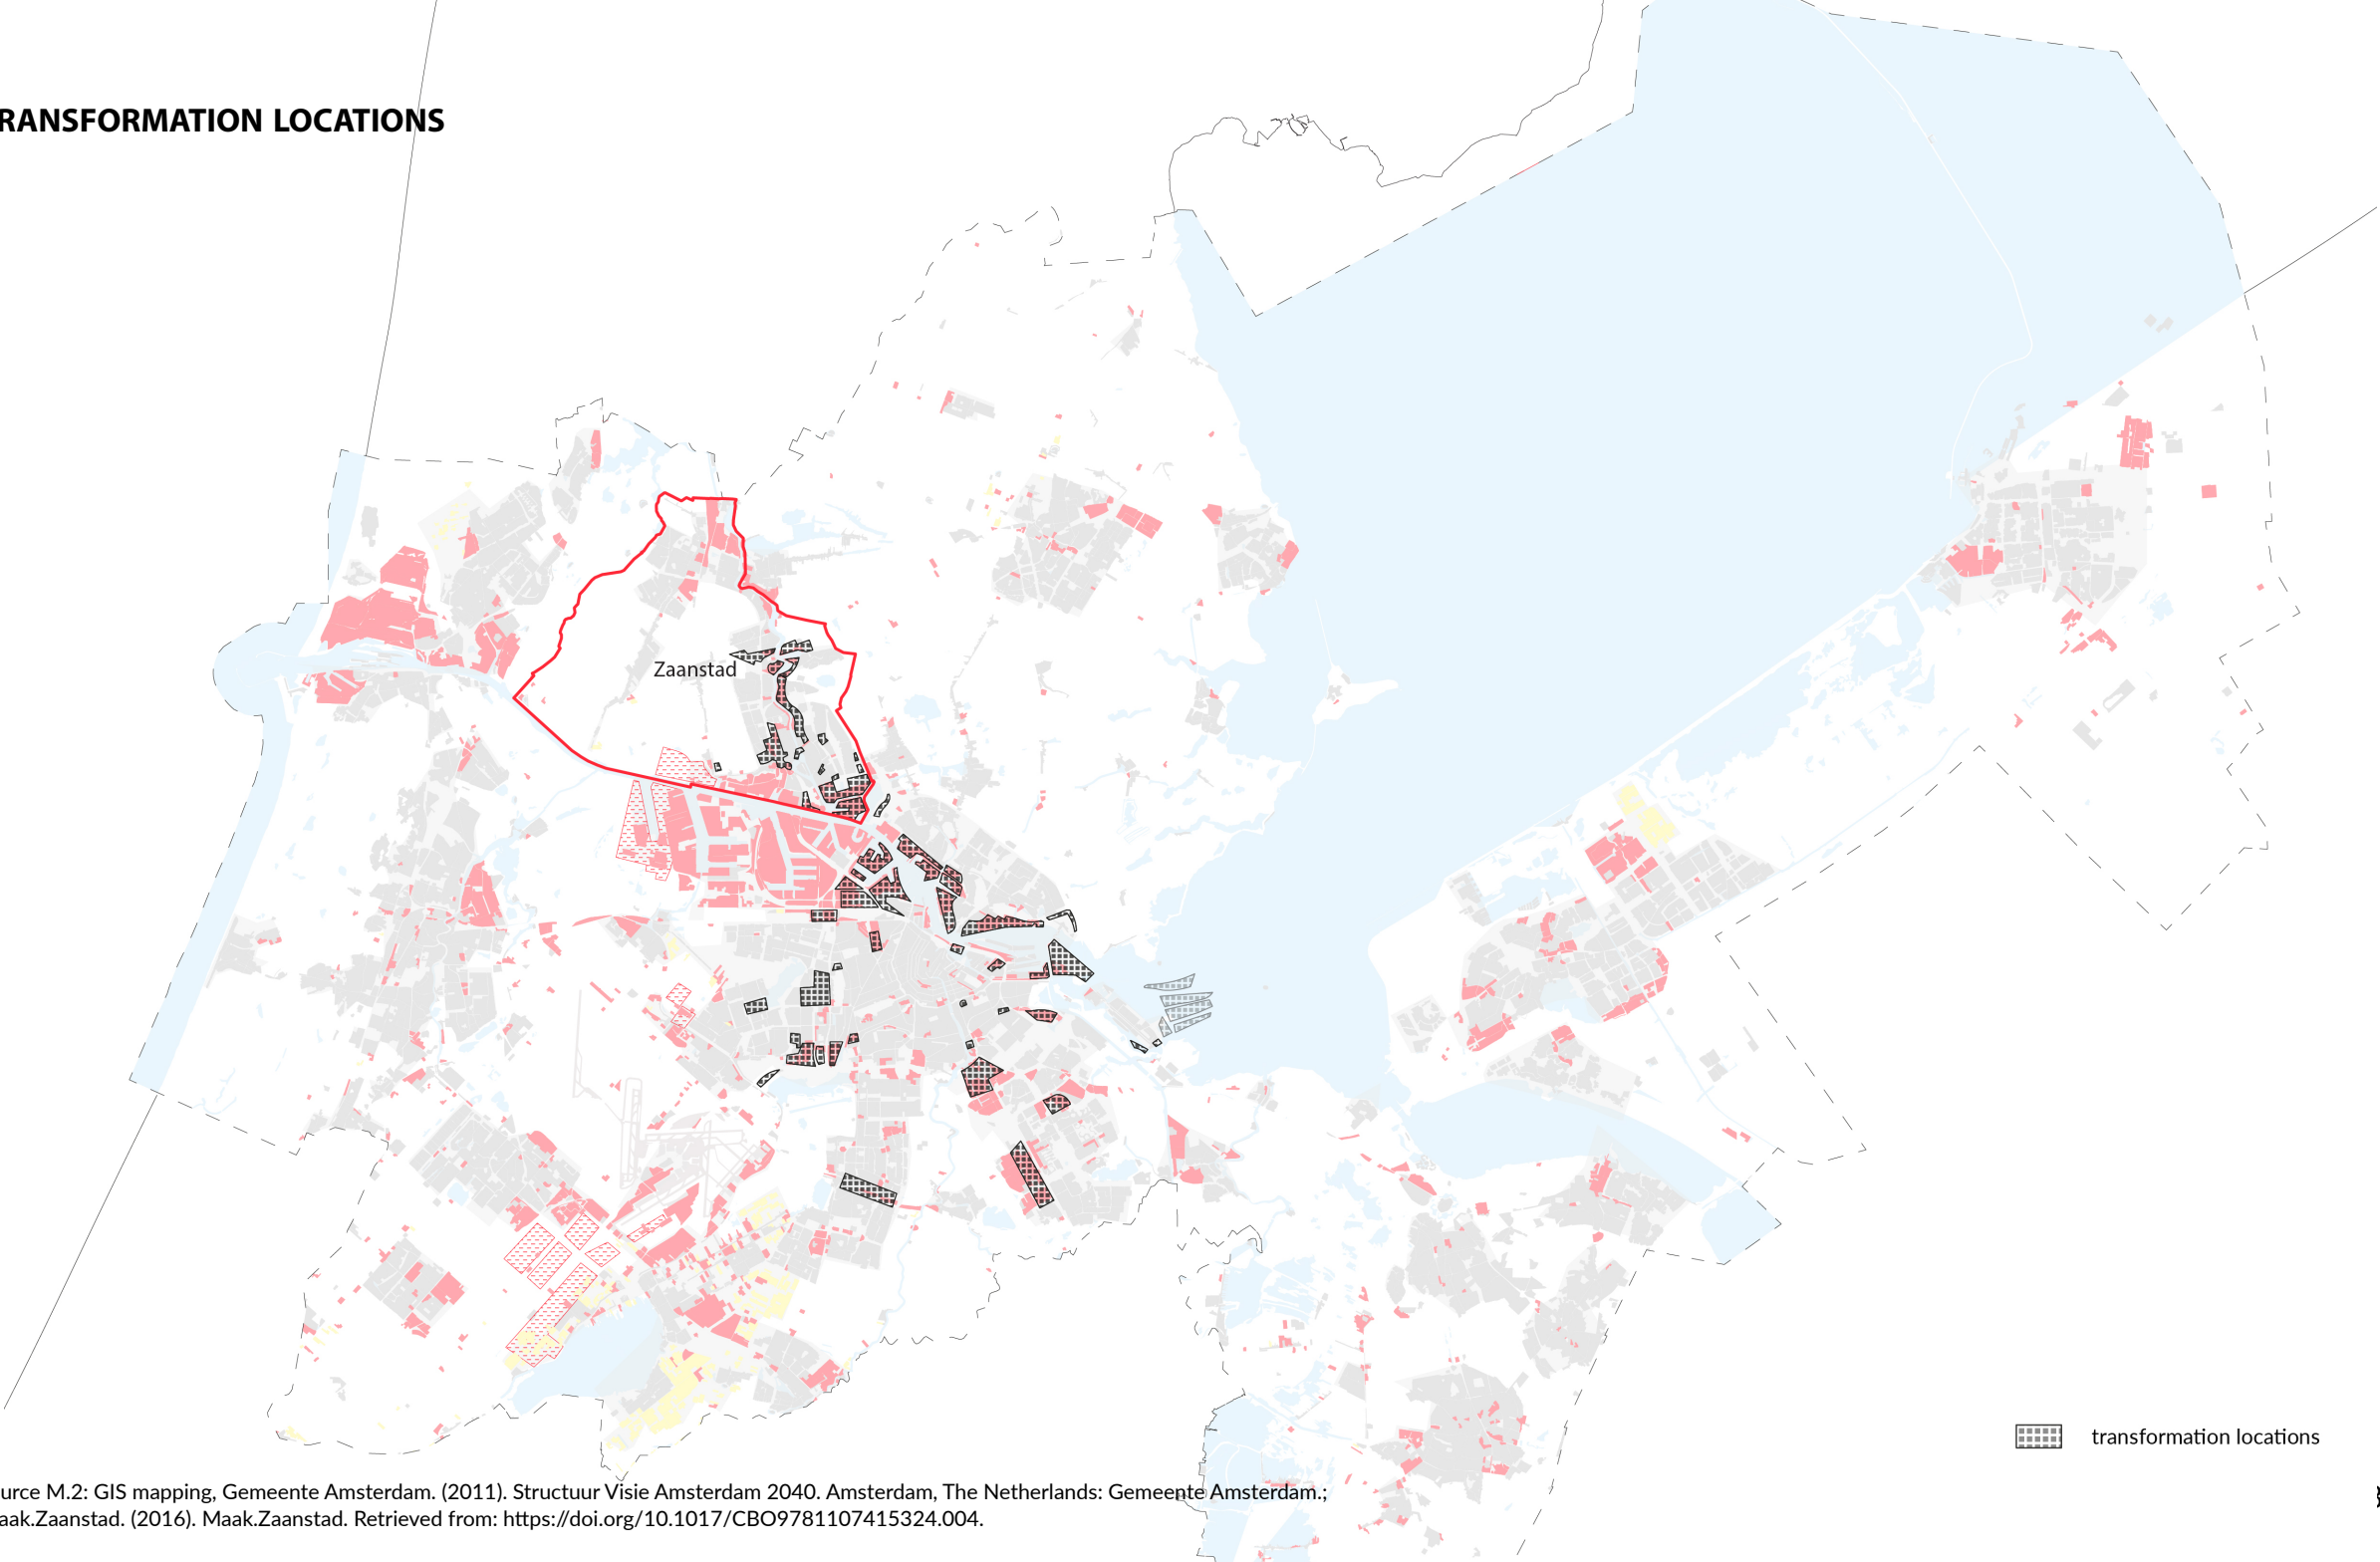 RANSFORMATION LOCATIONS
Zaanstad
transformation locations
urce M.2: GIS mapping, Gemeente Amsterdam. (2011). Structuur Visie Amsterdam 2040. Amsterdam, The Netherlands: Gemeente Amsterdam.;
aak.Zaanstad. (2016). Maak.Zaanstad. Retrieved from: https://doi.org/10.1017/CBO9781107415324.004.